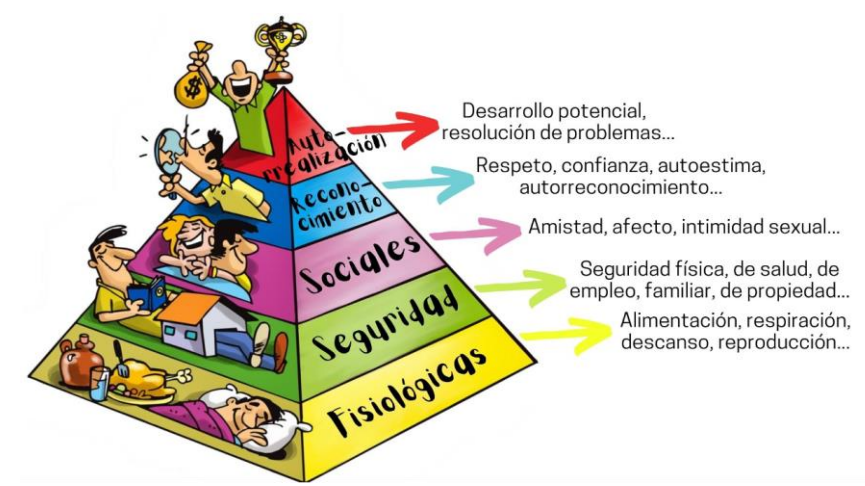 Auto-
rrealización
Desarrollo potencial,
resolución de problemas...
Recono-
cimiento
Respeto, confianza, autoestima,
autorreconocimiento...
Sociales
Amistad, afecto, intimidad sexual...
Seguridad
Seguridad física, de salud, de
empleo, familiar, de propiedad...
Fisiológicas
Alimentación, respiración,
descanso, reproducción...
$